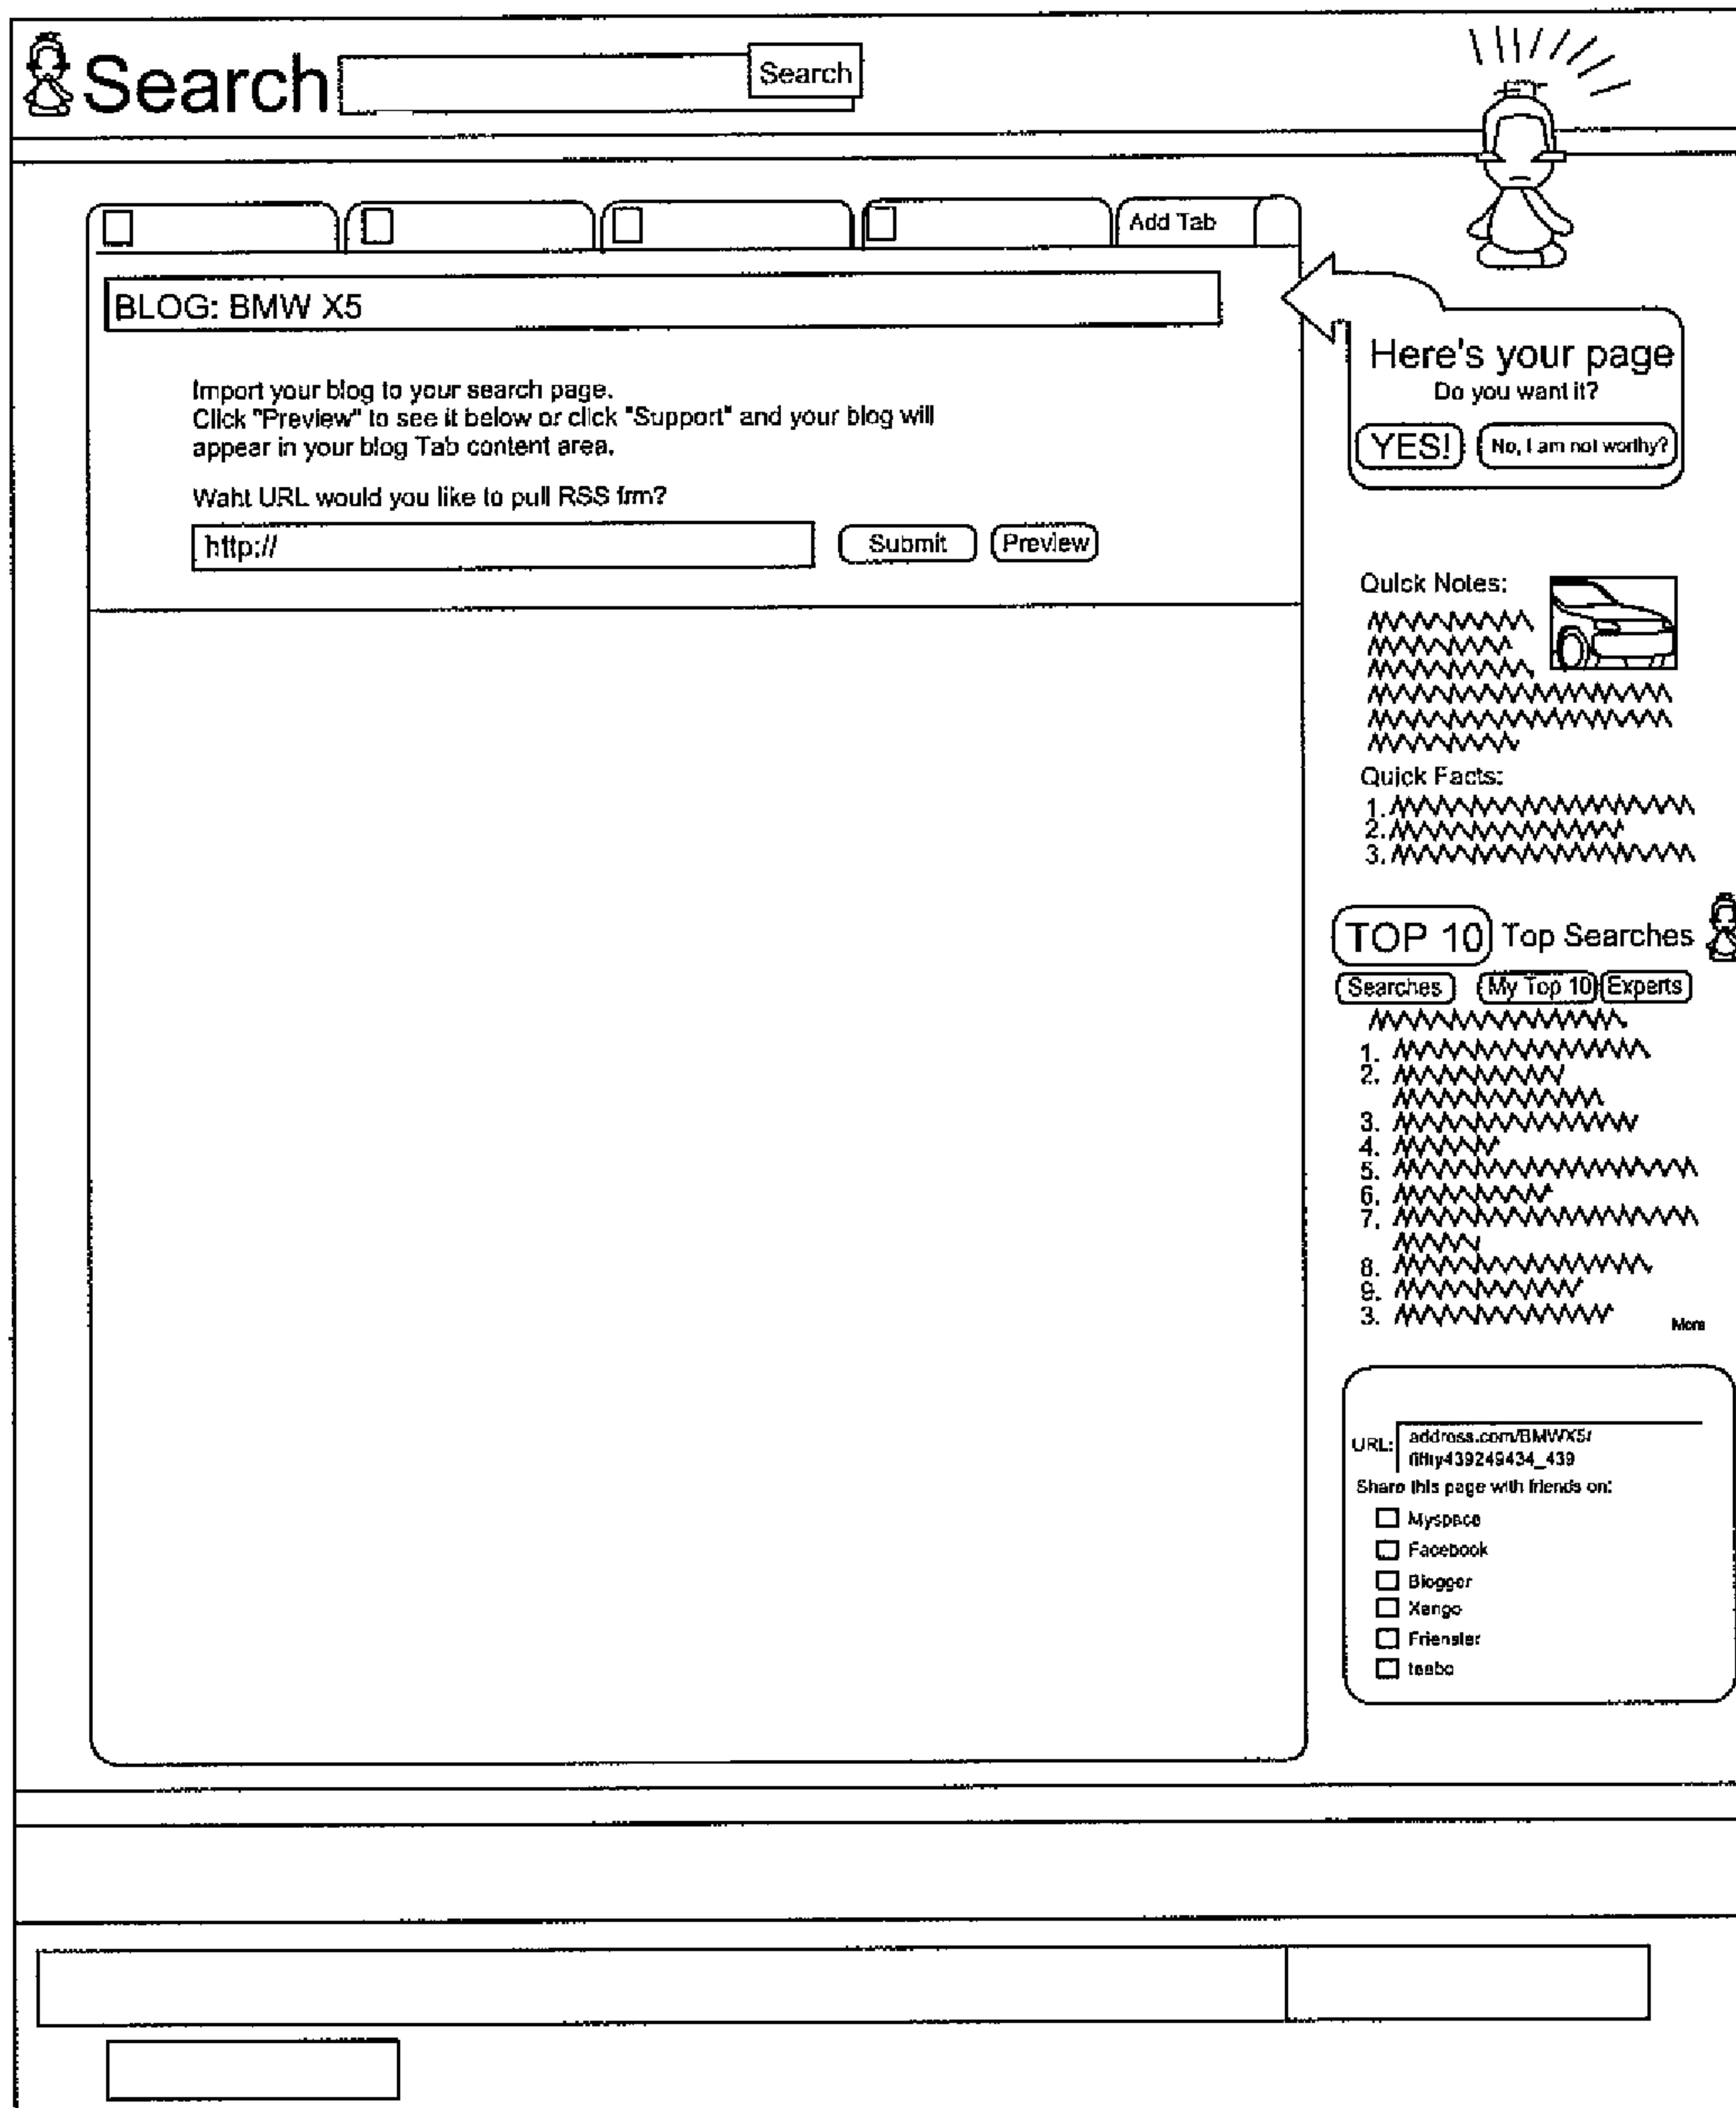 Search
Search
Add Tab
BLOG: BMW X5
Import your blog to your search page.
Click "Preview" to see it below or click "Support" and your blog will
appear in your blog Tab content area.
Waht URL would you like to pull RSS frm?
http://
Submit
Preview
Here's your page
Do you want it?
YES!
No, I am not worthy?
Quick Notes:
Quick Facts:
1.
2.
3.
TOP 10 Top Searches
Searches
My Top 10
Experts
1.
2.
3.
4.
5.
6.
7.
8.
9.
3.
More
URL:
address.com/BMWX5/
439249434_439
Share this page with friends on:
Myspace
Facebook
Blogger
Xango
Frienster